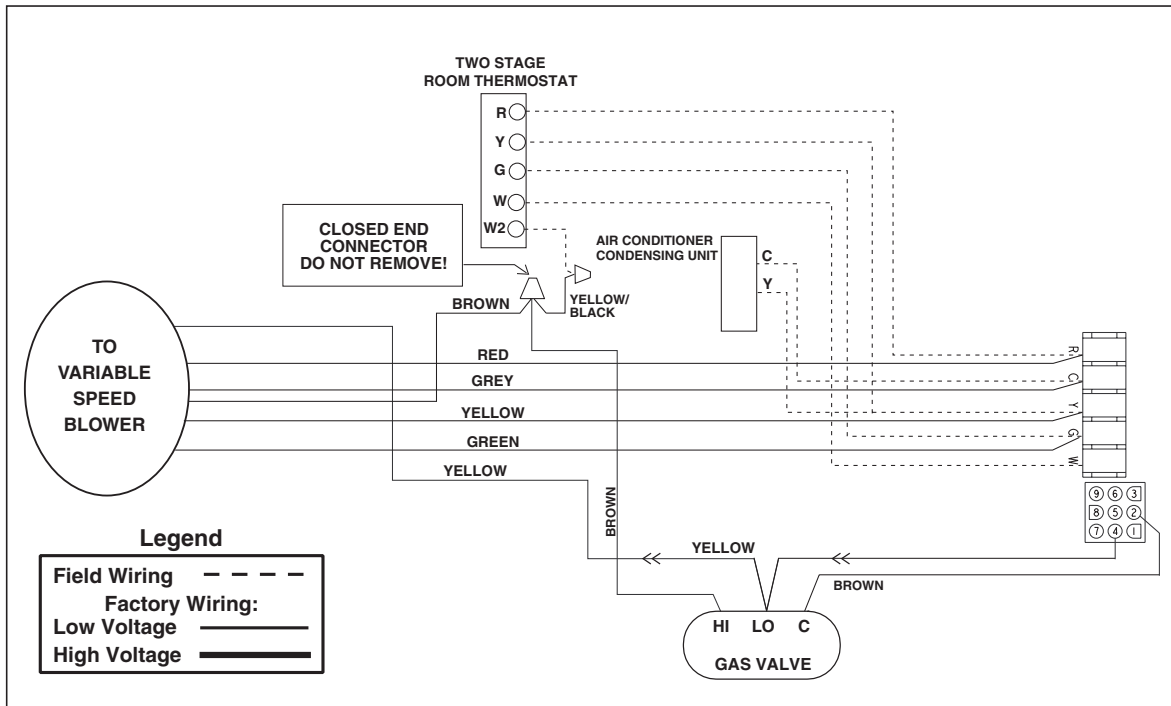 TWO STAGE
ROOM THERMOSTAT
R
Y
G
W
W2
CLOSED END
CONNECTOR
DO NOT REMOVE!
AIR CONDITIONER
CONDENSING UNIT
C
Y
BROWN
YELLOW/
BLACK
TO
VARIABLE
SPEED
BLOWER
RED
GREY
YELLOW
GREEN
YELLOW
R
C
Y
G
W
9 6 3
8 5 2
7 4 1
BROWN
YELLOW
BROWN
HI LO C
GAS VALVE
Legend
Field Wiring
Factory Wiring:
Low Voltage
High Voltage